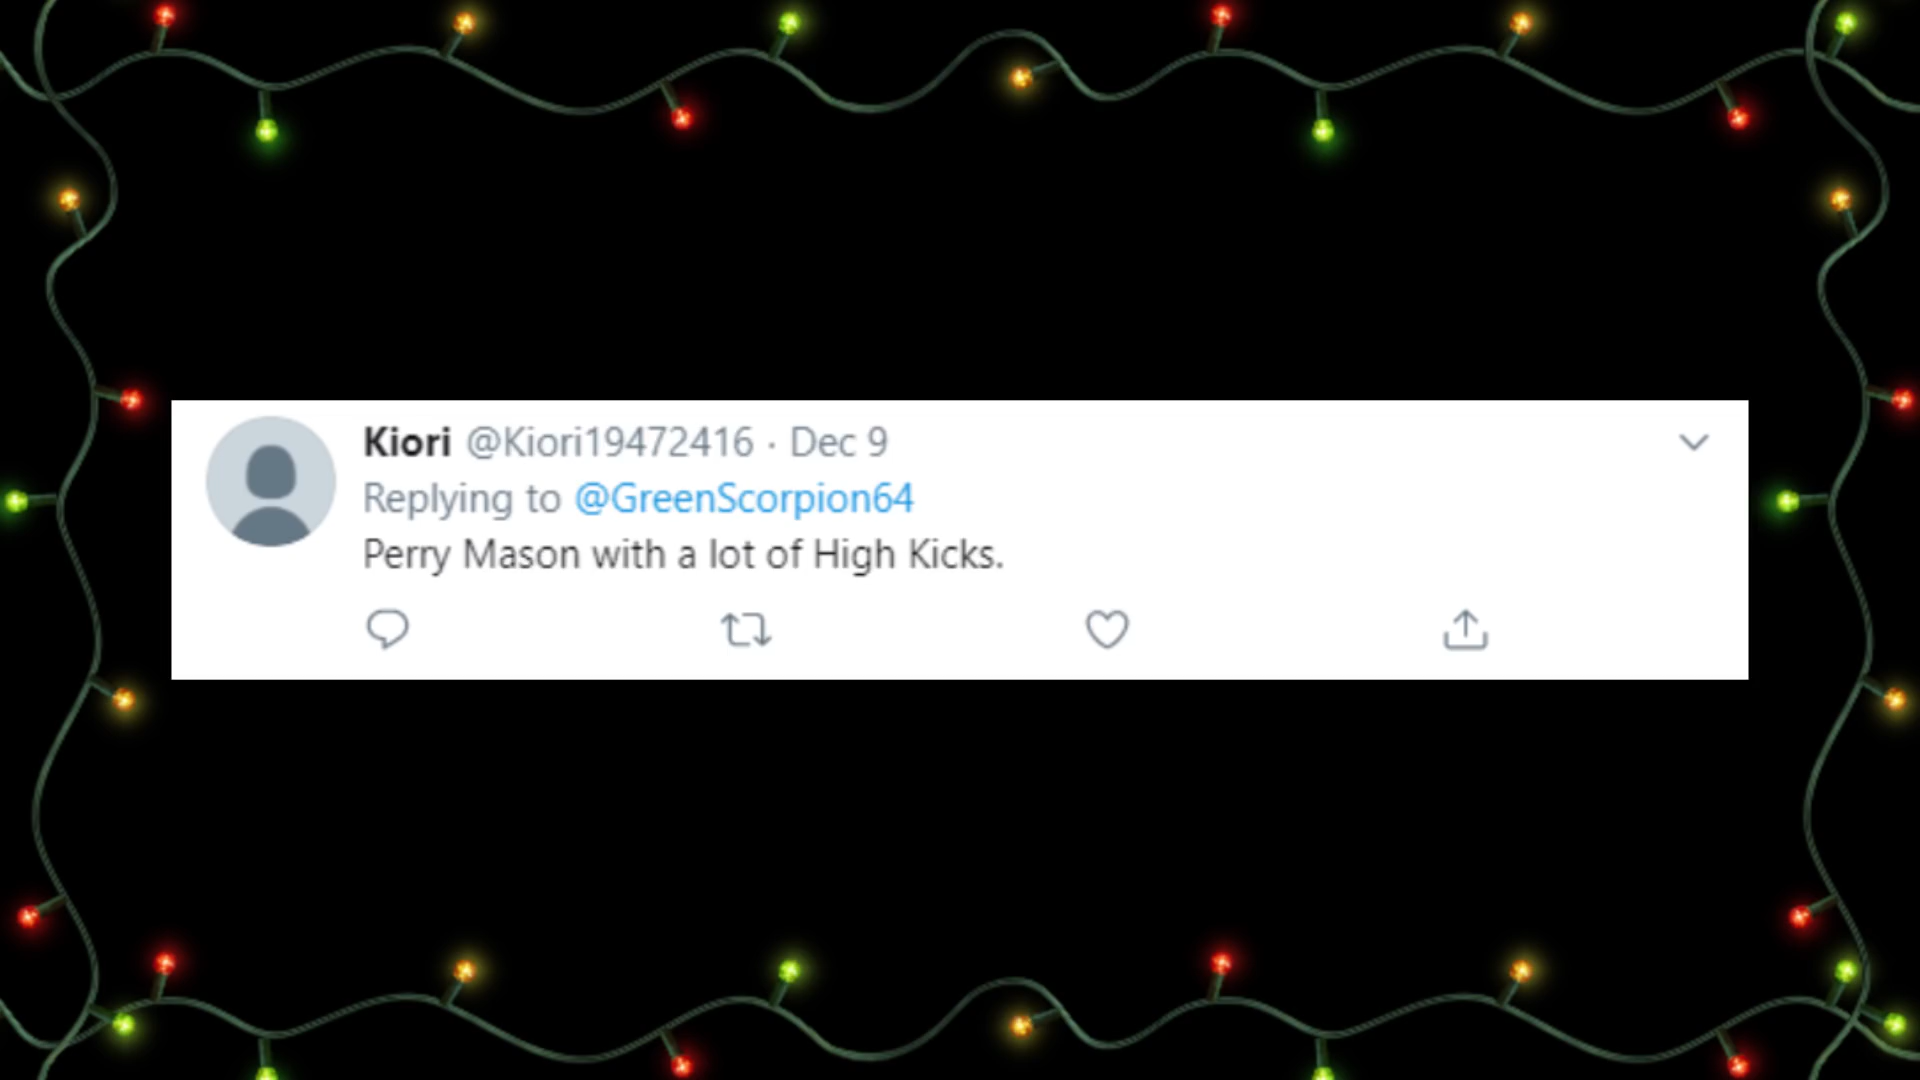 Kiori @Kiori19472416 · Dec 9
Replying to @GreenScorpion64
Perry Mason with a lot of High Kicks.